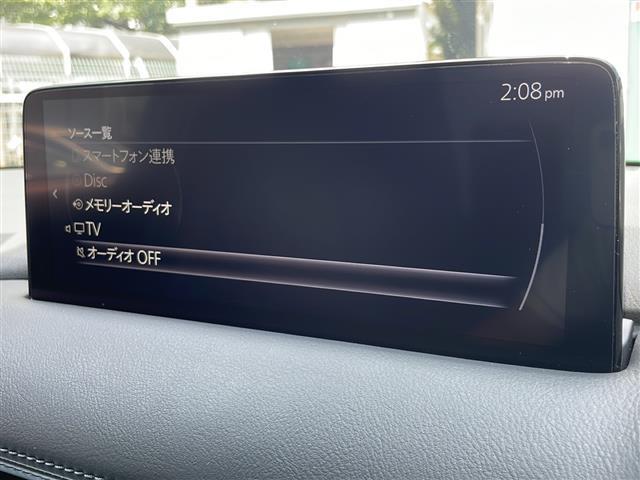 2:08 pm
ソース一覧
スマートフォン連携
Disc
メモリーオーディオ
TV
オーディオ OFF